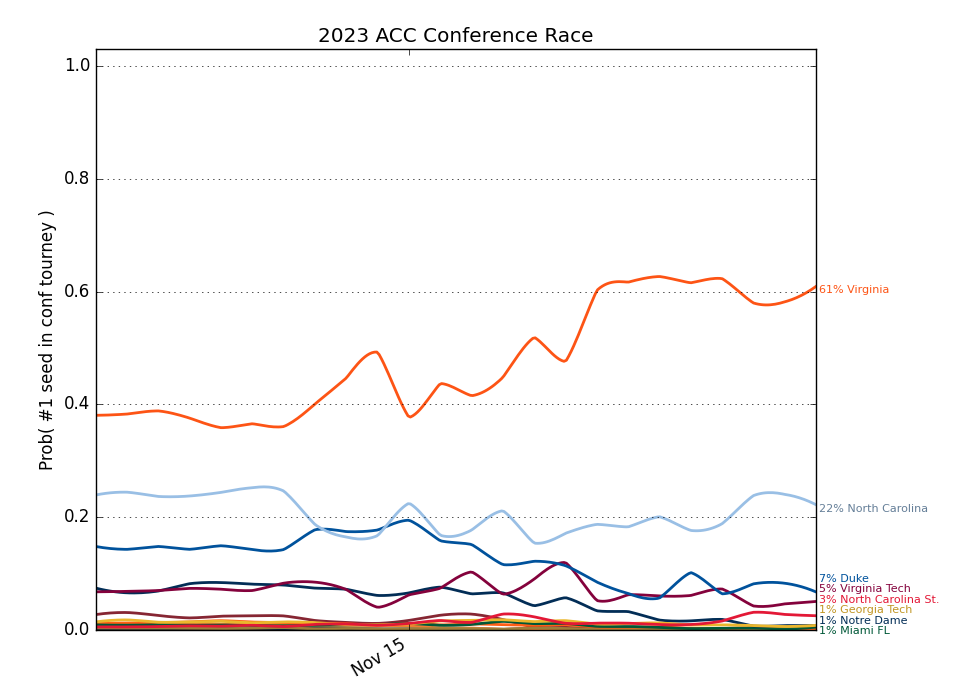 2023 ACC Conference Race
1.0
0.8
0.6
0.4
0.2
0.0
Prob( #1 seed in conf tourney )
Nov 15
61% Virginia
22% North Carolina
7% Duke
5% Virginia Tech
3% North Carolina St.
1% Georgia Tech
1% Notre Dame
1% Miami FL